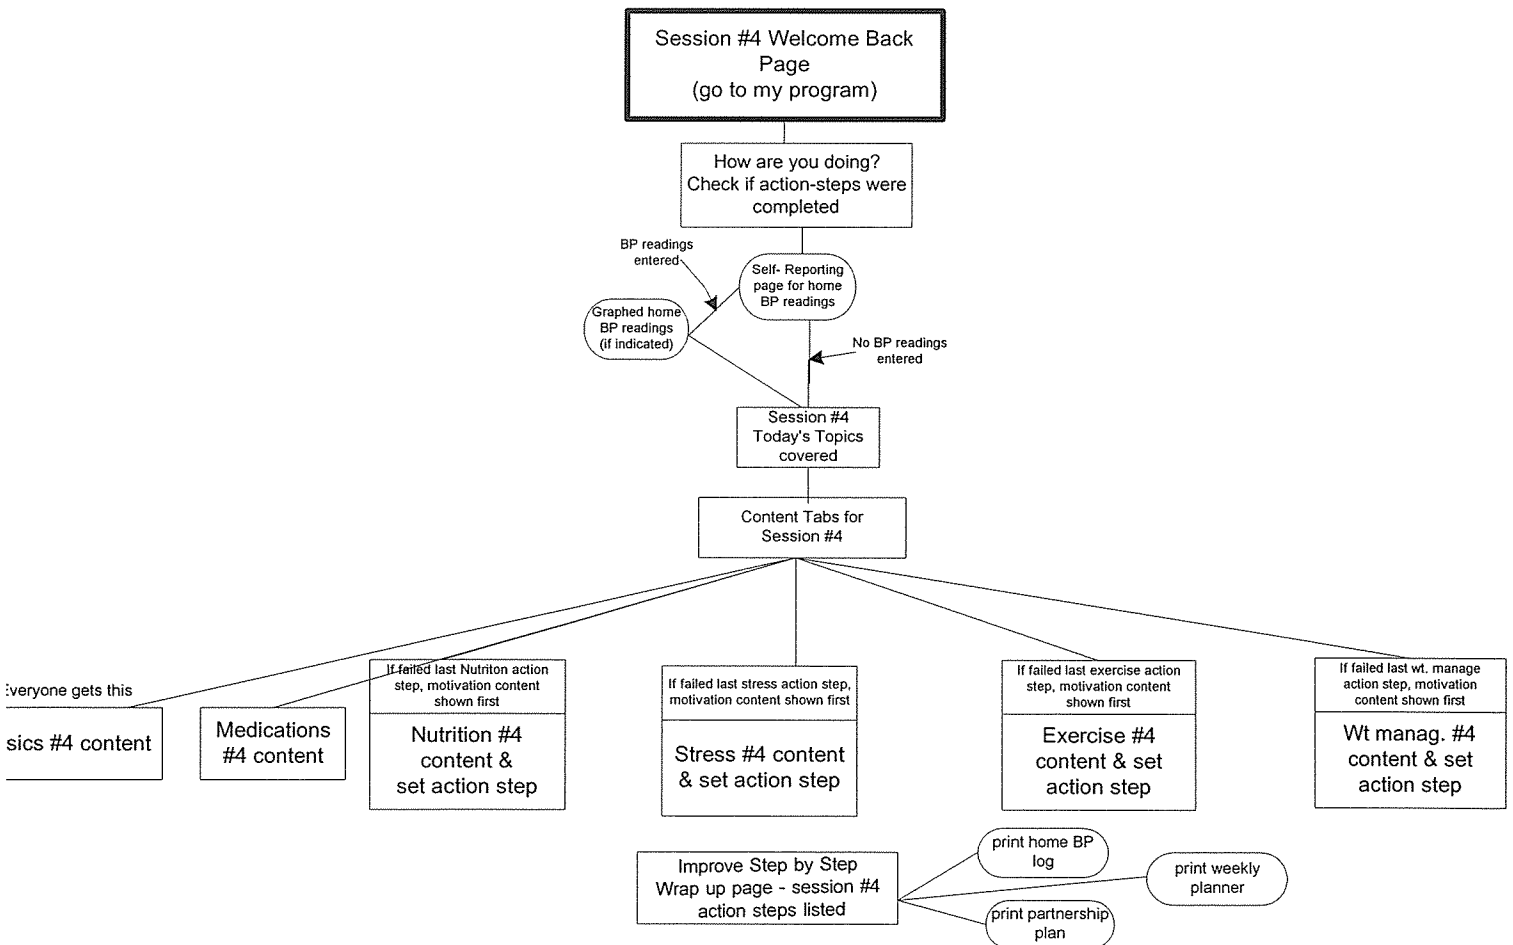 Session #4 Welcome Back
Page
(go to my program)
How are you doing?
Check if action-steps were
completed
BP readings
entered
Self- Reporting
page for home
BP readings
Graphed home
BP readings
(if indicated)
No BP readings
entered
Session #4
Today's Topics
covered
Content Tabs for
Session #4
Everyone gets this
sics #4 content
Medications
#4 content
If failed last Nutriton action
step, motivation content
shown first
Nutrition #4
content &
set action step
If failed last stress action step,
motivation content shown first
Stress #4 content
& set action step
If failed last exercise action
step, motivation content
shown first
Exercise #4
content & set
action step
If failed last wt. manage
action step, motivation
content shown first
Wt manag. #4
content & set
action step
Improve Step by Step
Wrap up page - session #4
action steps listed
print home BP
log
print weekly
planner
print partnership
plan